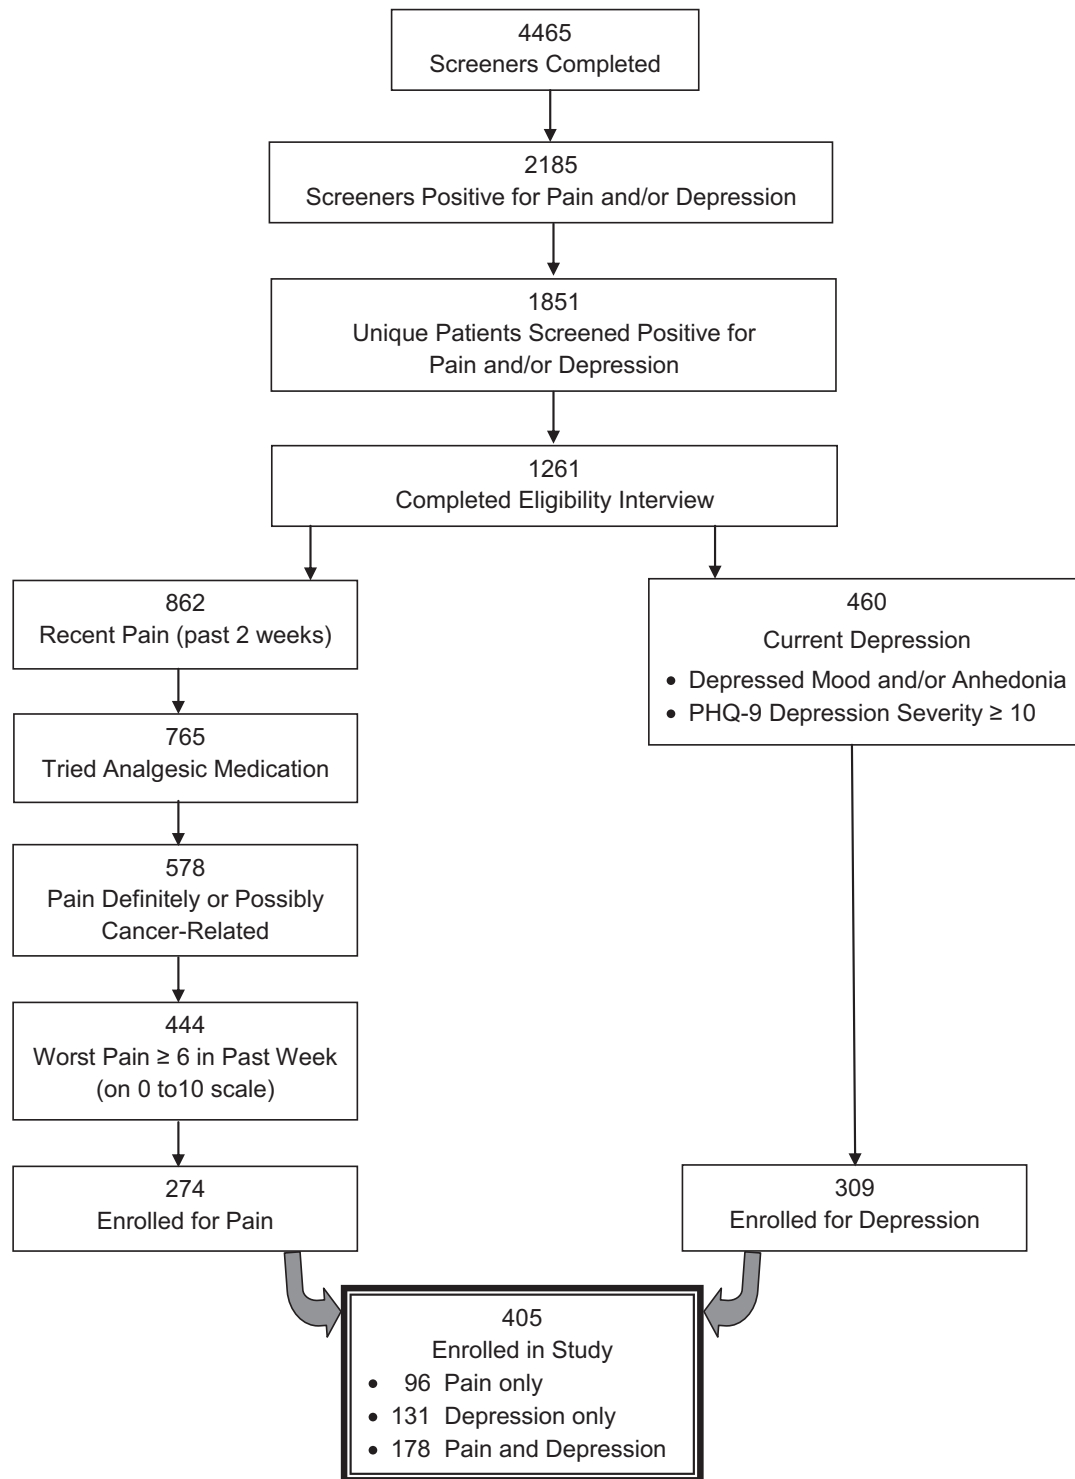 4465
Screeners Completed
2185
Screeners Positive for Pain and/or Depression
1851
Unique Patients Screened Positive for
Pain and/or Depression
1261
Completed Eligibility Interview
862
Recent Pain (past 2 weeks)
460
Current Depression
• Depressed Mood and/or Anhedonia
• PHQ-9 Depression Severity ≥ 10
765
Tried Analgesic Medication
578
Pain Definitely or Possibly
Cancer-Related
444
Worst Pain ≥ 6 in Past Week
(on 0 to10 scale)
274
Enrolled for Pain
309
Enrolled for Depression
405
Enrolled in Study
• 96 Pain only
• 131 Depression only
• 178 Pain and Depression